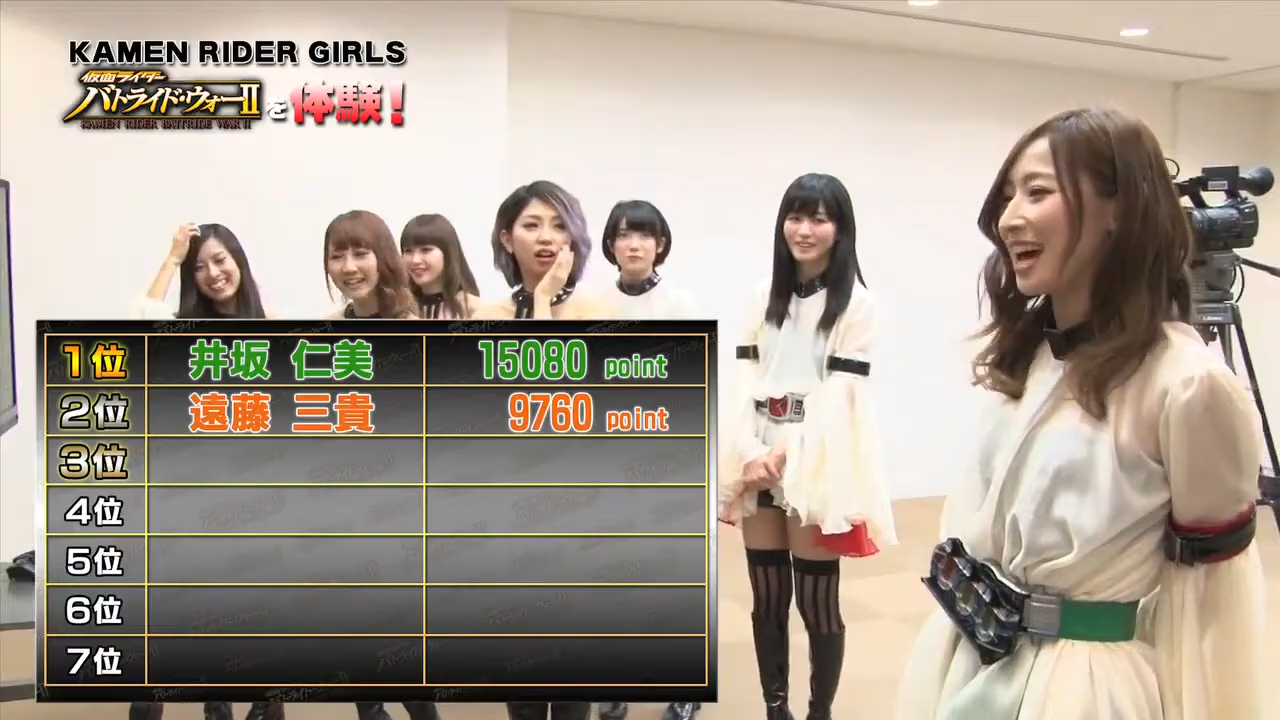 KAMEN RIDER GIRLS
仮面ライダー
バトライド・ウォーII を 体験!
KAMEN RIDER BATTRIDE WAR II
1位 井坂 仁美 15080 point
2位 遠藤 三貴 9760 point
3位
4位
5位
6位
7位